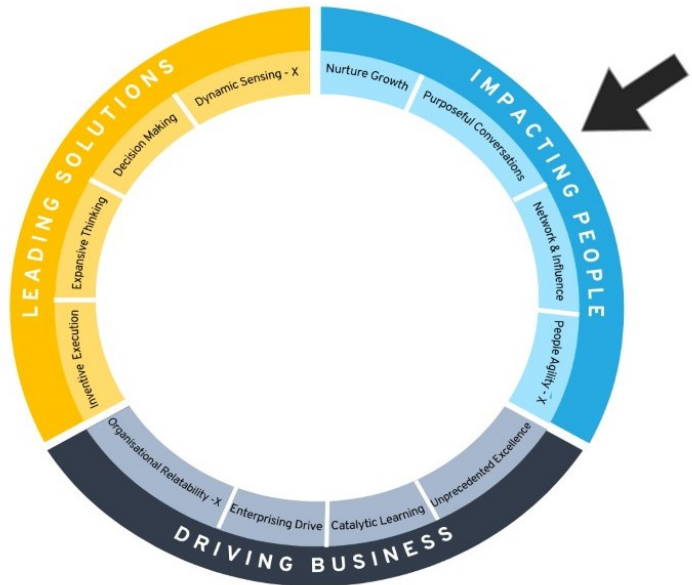 IMPACTING PEOPLE
Nurture Growth
Purposeful Conversations
Network & Influence
People Agility - X
DRIVING BUSINESS
Unprecedented Excellence
Catalytic Learning
Enterprising Drive
Organisational Relatability -X
LEADING SOLUTIONS
Inventive Execution
Expansive Thinking
Decision Making
Dynamic Sensing - X